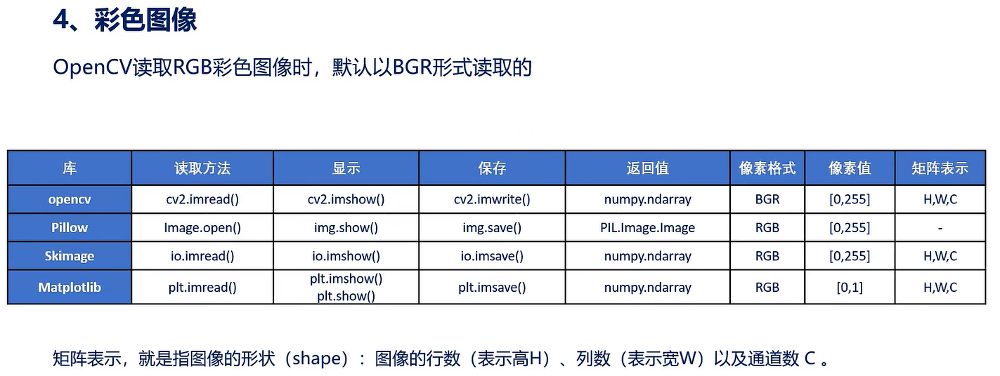 4、彩色图像
OpenCV读取RGB彩色图像时，默认以BGR形式读取的
库 读取方法 显示 保存 返回值 像素格式 像素值 矩阵表示
opencv cv2.imread() cv2.imshow() cv2.imwrite() numpy.ndarray BGR [0,255] H,W,C
Pillow Image.open() img.show() img.save() PIL.Image.Image RGB [0,255] -
Skimage io.imread() io.imshow() io.imsave() numpy.ndarray RGB [0,255] H,W,C
Matplotlib plt.imread() plt.imshow() plt.show() plt.imsave() numpy.ndarray RGB [0,1] H,W,C
矩阵表示，就是指图像的形状（shape）：图像的行数（表示高H）、列数（表示宽W）以及通道数 C 。